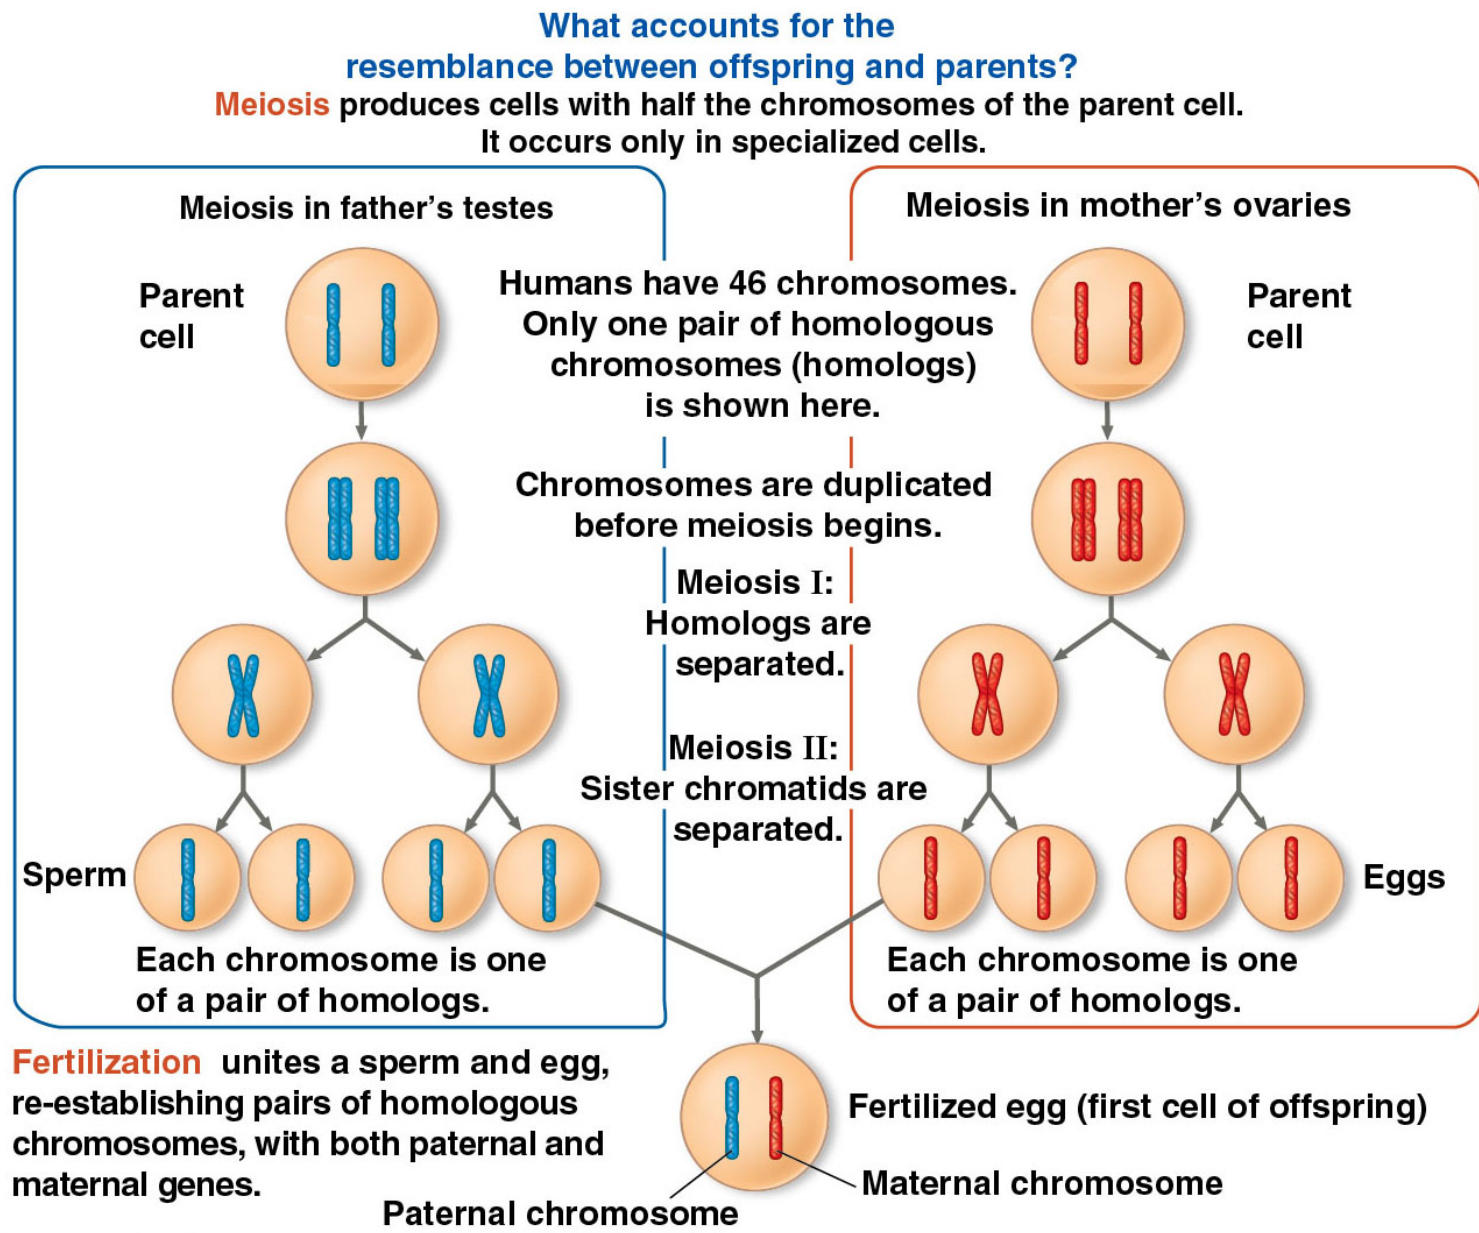 What accounts for the
resemblance between offspring and parents?
Meiosis produces cells with half the chromosomes of the parent cell.
It occurs only in specialized cells.
Meiosis in father's testes
Meiosis in mother's ovaries
Parent
cell
Humans have 46 chromosomes.
Only one pair of homologous
chromosomes (homologs)
is shown here.
Parent
cell
Chromosomes are duplicated
before meiosis begins.
Meiosis I:
Homologs are
separated.
Meiosis II:
Sister chromatids are
separated.
Sperm
Eggs
Each chromosome is one
of a pair of homologs.
Each chromosome is one
of a pair of homologs.
Fertilization unites a sperm and egg,
re-establishing pairs of homologous
chromosomes, with both paternal and
maternal genes.
Fertilized egg (first cell of offspring)
Maternal chromosome
Paternal chromosome